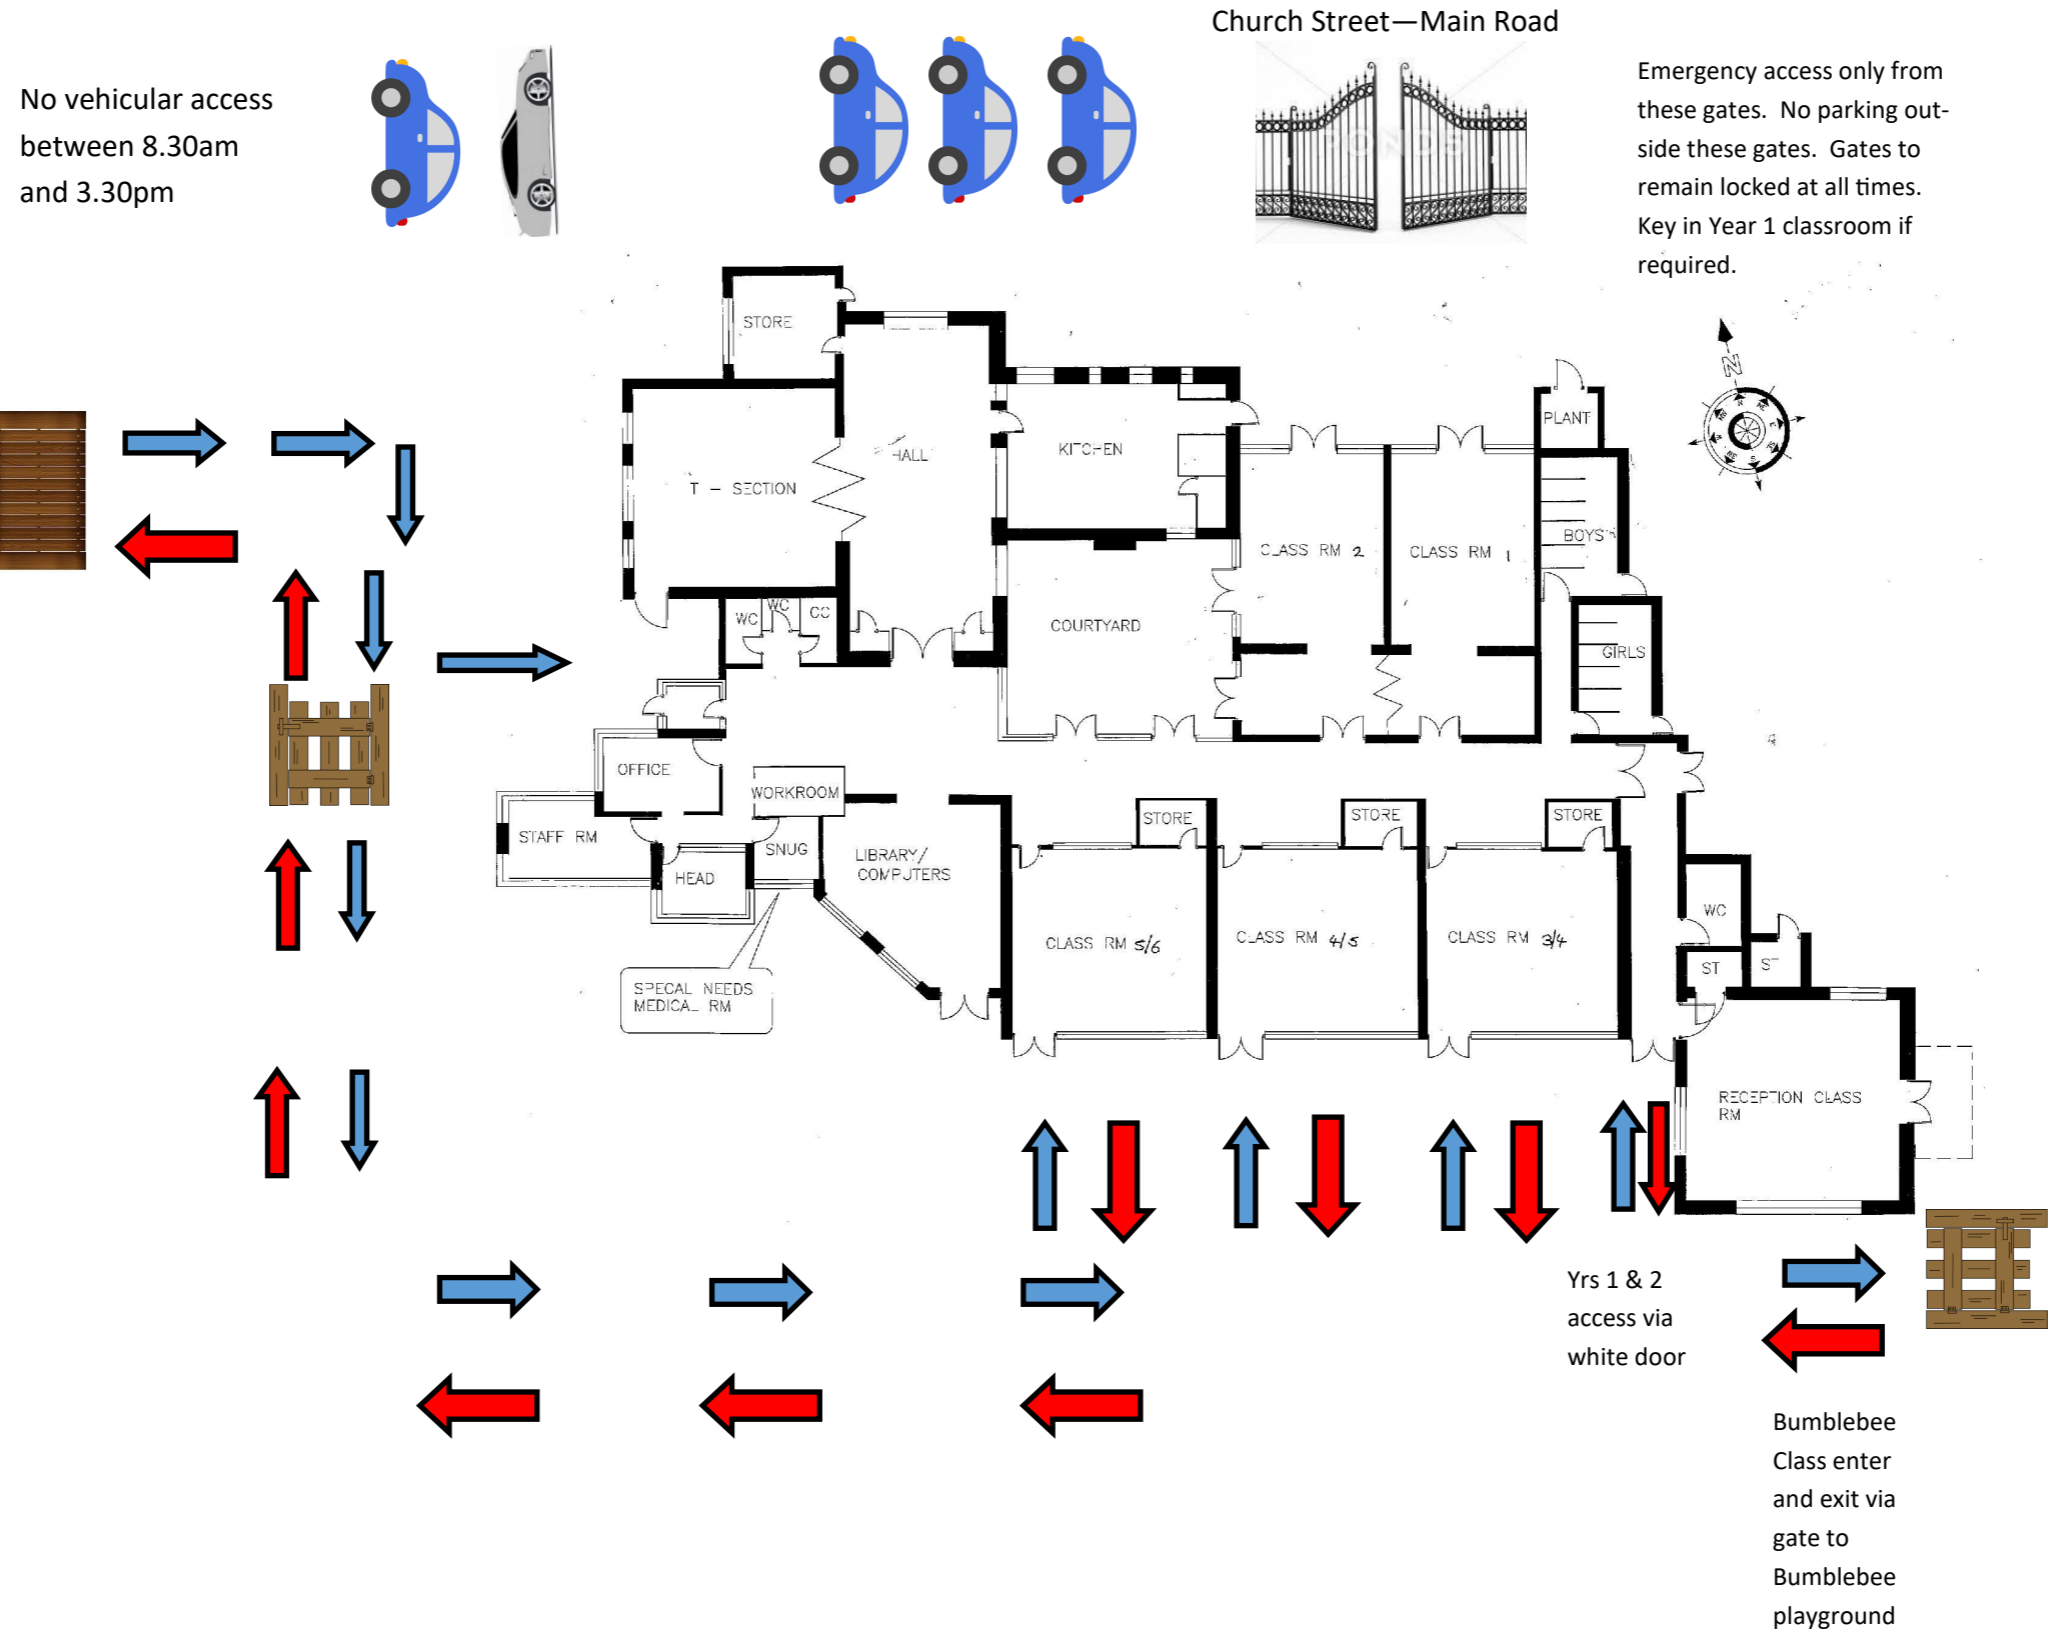 Church Street—Main Road
No vehicular access
between 8.30am
and 3.30pm
Emergency access only from
these gates.  No parking out-
side these gates.  Gates to
remain locked at all times.
Key in Year 1 classroom if
required.
STORE
N
PLANT
HALL
KITCHEN
T – SECTION
BOYS
CLASS RM 2
CLASS RM 1
WC
WC
CC
COURTYARD
GIRLS
OFFICE
WORKROOM
STORE
STORE
STORE
STAFF RM
SNUG
LIBRARY/
COMPUTERS
HEAD
WC
CLASS RM 5/6
CLASS RM 4/5
CLASS RM 3/4
ST
ST
SPECAL NEEDS
MEDICAL RM
RECEPTION CLASS
RM
Yrs 1 & 2
access via
white door
Bumblebee
Class enter
and exit via
gate to
Bumblebee
playground